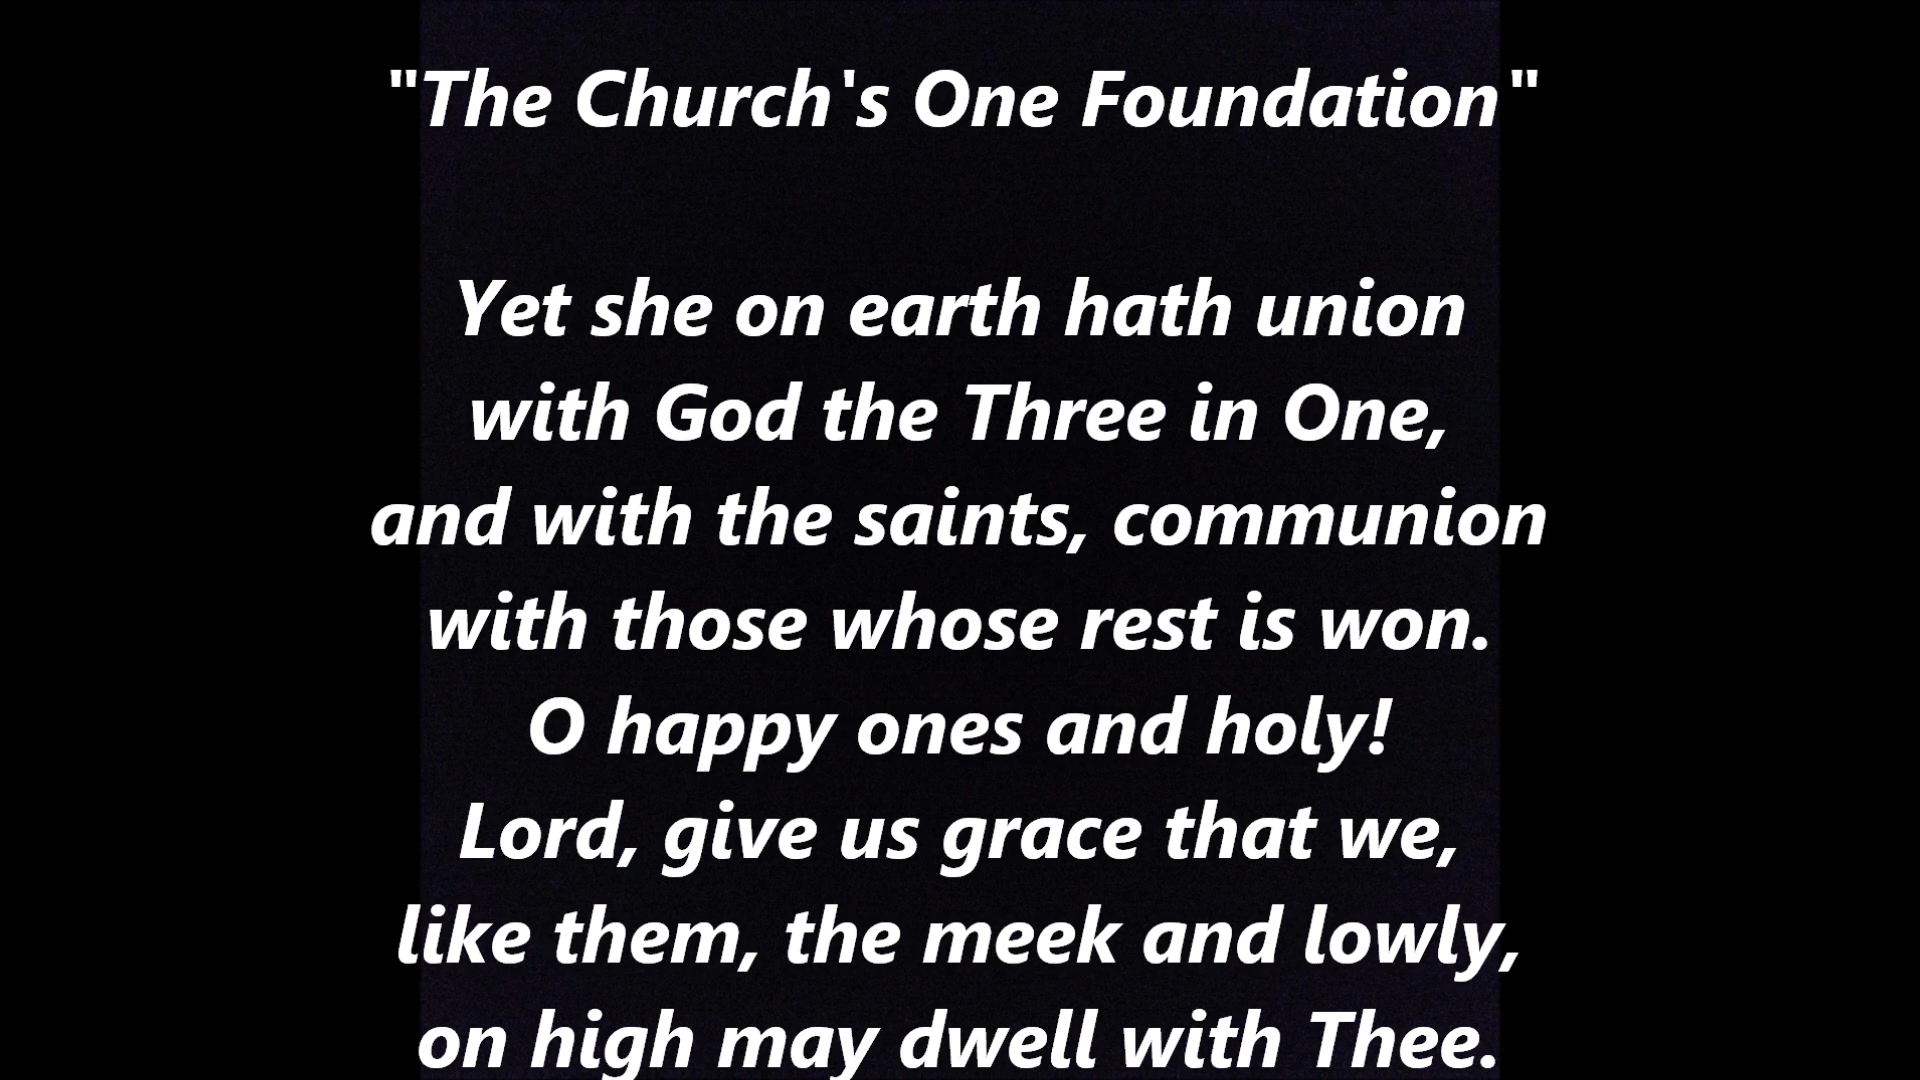 "The Church's One Foundation"
Yet she on earth hath union
with God the Three in One,
and with the saints, communion
with those whose rest is won.
O happy ones and holy!
Lord, give us grace that we,
like them, the meek and lowly,
on high may dwell with Thee.